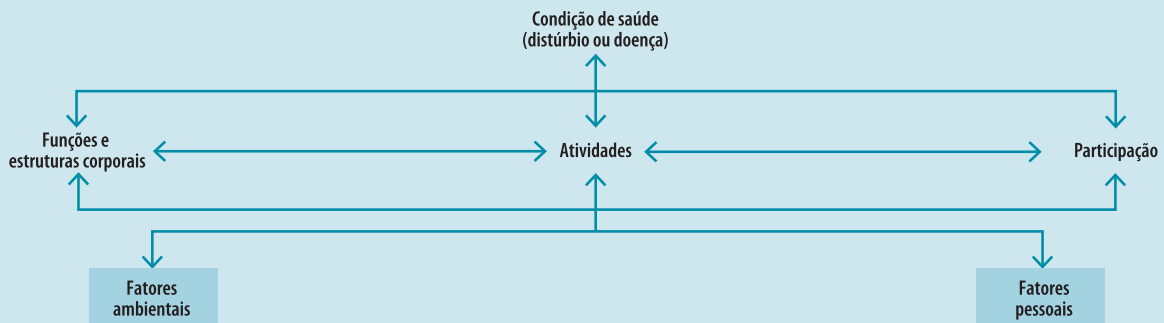 Condição de saúde
(distúrbio ou doença)
Funções e
estruturas corporais
Atividades
Participação
Fatores
ambientais
Fatores
pessoais